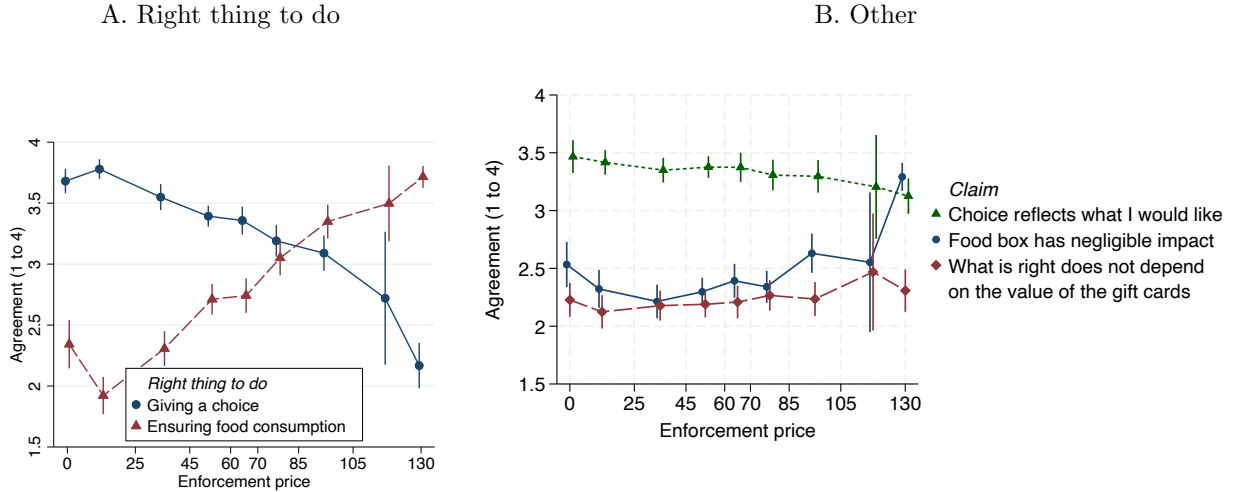 A. Right thing to do
B. Other
Agreement (1 to 4)
4
3.5
3
2.5
2
1.5
Right thing to do
Giving a choice
Ensuring food consumption
0 25 45 60 70 85 105 130
Enforcement price
Agreement (1 to 4)
4
3.5
3
2.5
2
1.5
0 25 45 60 70 85 105 130
Enforcement price
Claim
Choice reflects what I would like
Food box has negligible impact
What is right does not depend
on the value of the gift cards